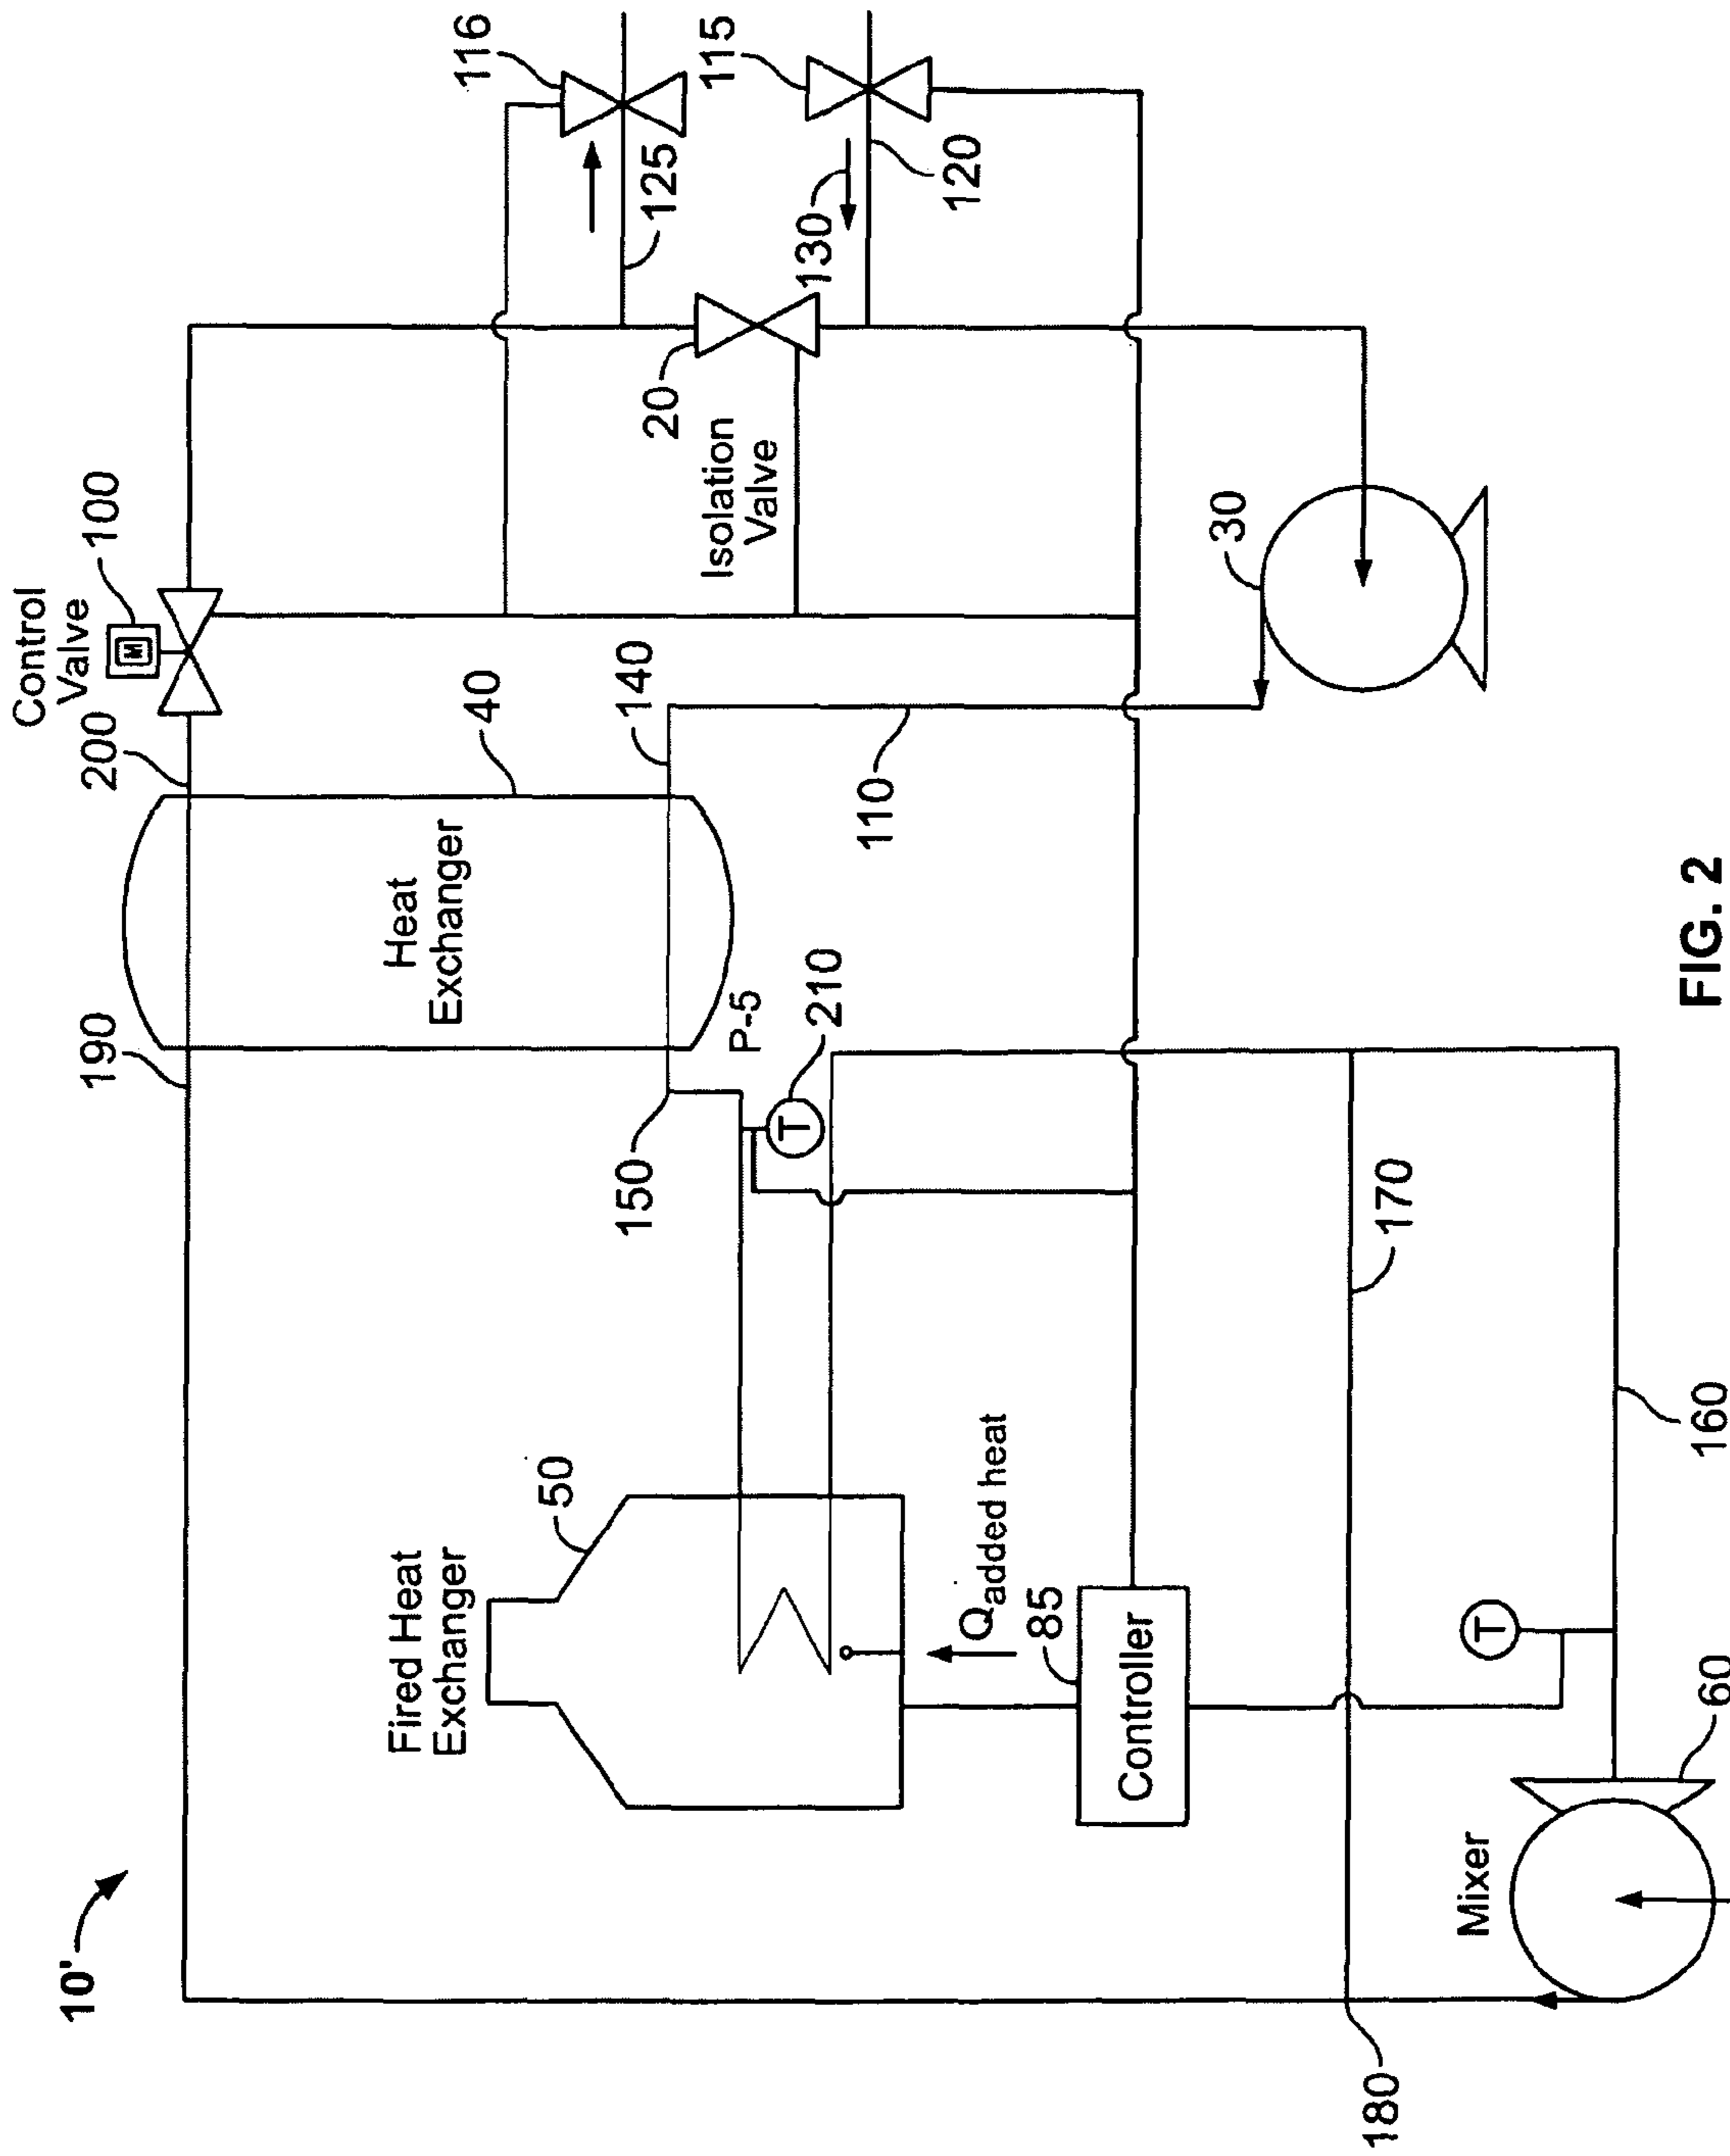 10'
Control
Valve
100
200
190
Heat
Exchanger
40
140
150
P-5
T
210
110
116
125
115
120
130
20
Isolation
Valve
30
Fired Heat
Exchanger
50
Qadded heat
85
Controller
170
160
T
Mixer
60
180
M
FIG. 2